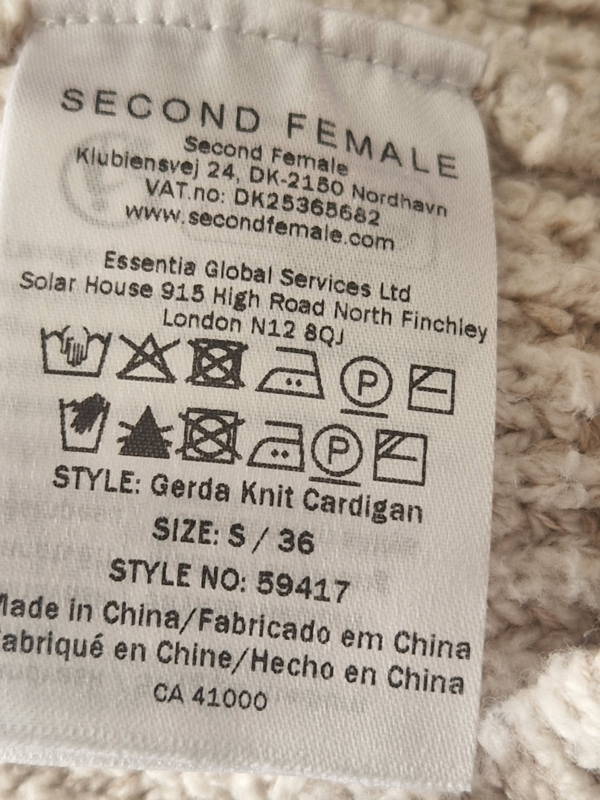 SECOND FEMALE
Second Female
Klubiensvej 24, DK-2150 Nordhavn
VAT.no: DK25365682
www.secondfemale.com
Essentia Global Services Ltd
Solar House 915 High Road North Finchley
London N12 8QJ
P
P
STYLE: Gerda Knit Cardigan
SIZE: S / 36
STYLE NO: 59417
Made in China/Fabricado em China
Fabriqué en Chine/Hecho en China
CA 41000